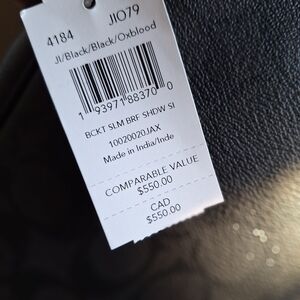 4184 JIO79
JI/Black/Black/Oxblood
1 93971 88370 0
BCKT SLM BRF SHDW SI
10020020JAX
Made in India/Inde
COMPARABLE VALUE
$550.00
CAD
$550.00